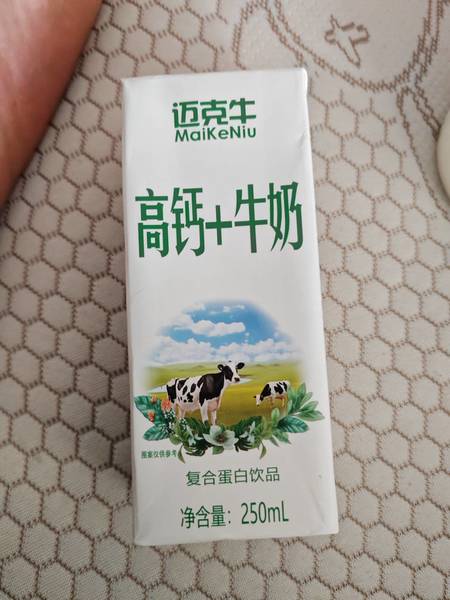 迈克牛
MaiKeNiu
高钙+牛奶
图案仅供参考
复合蛋白饮品
净含量：250mL